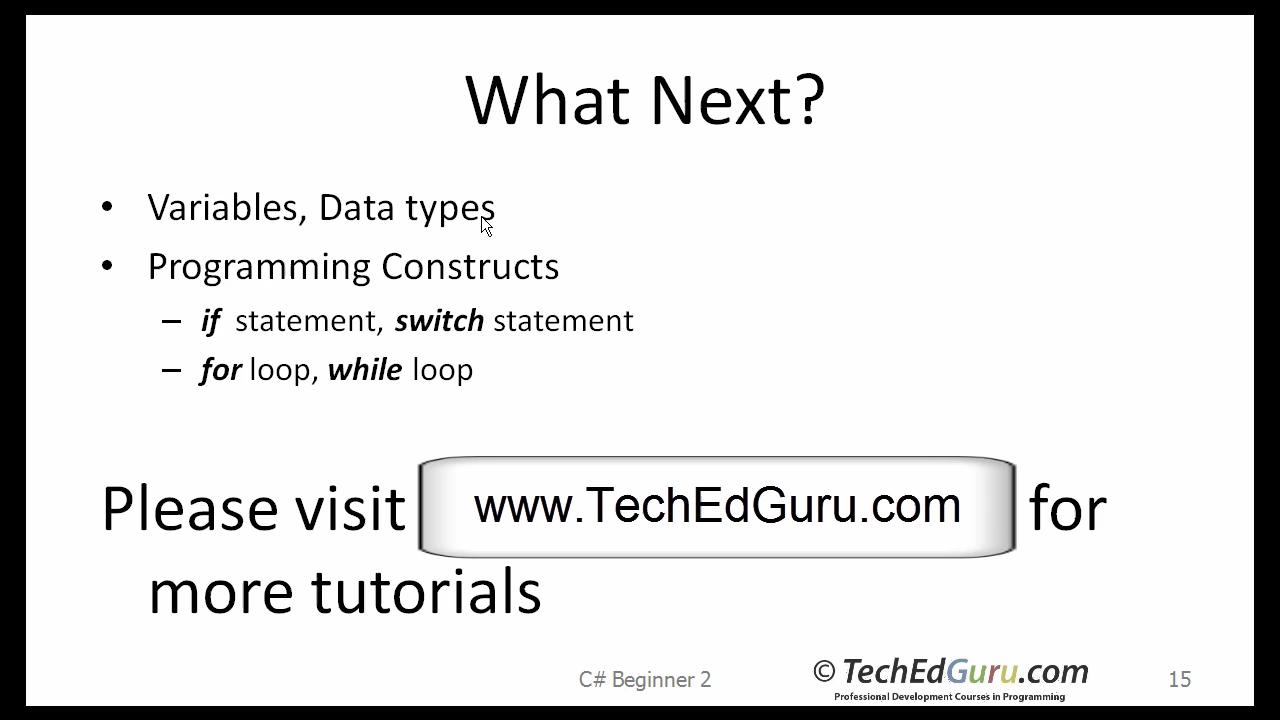 What Next?
• Variables, Data types
• Programming Constructs
– if statement, switch statement
– for loop, while loop
Please visit www.TechEdGuru.com for
more tutorials
C# Beginner 2
© TechEdGuru.com
Professional Development Courses in Programming
15